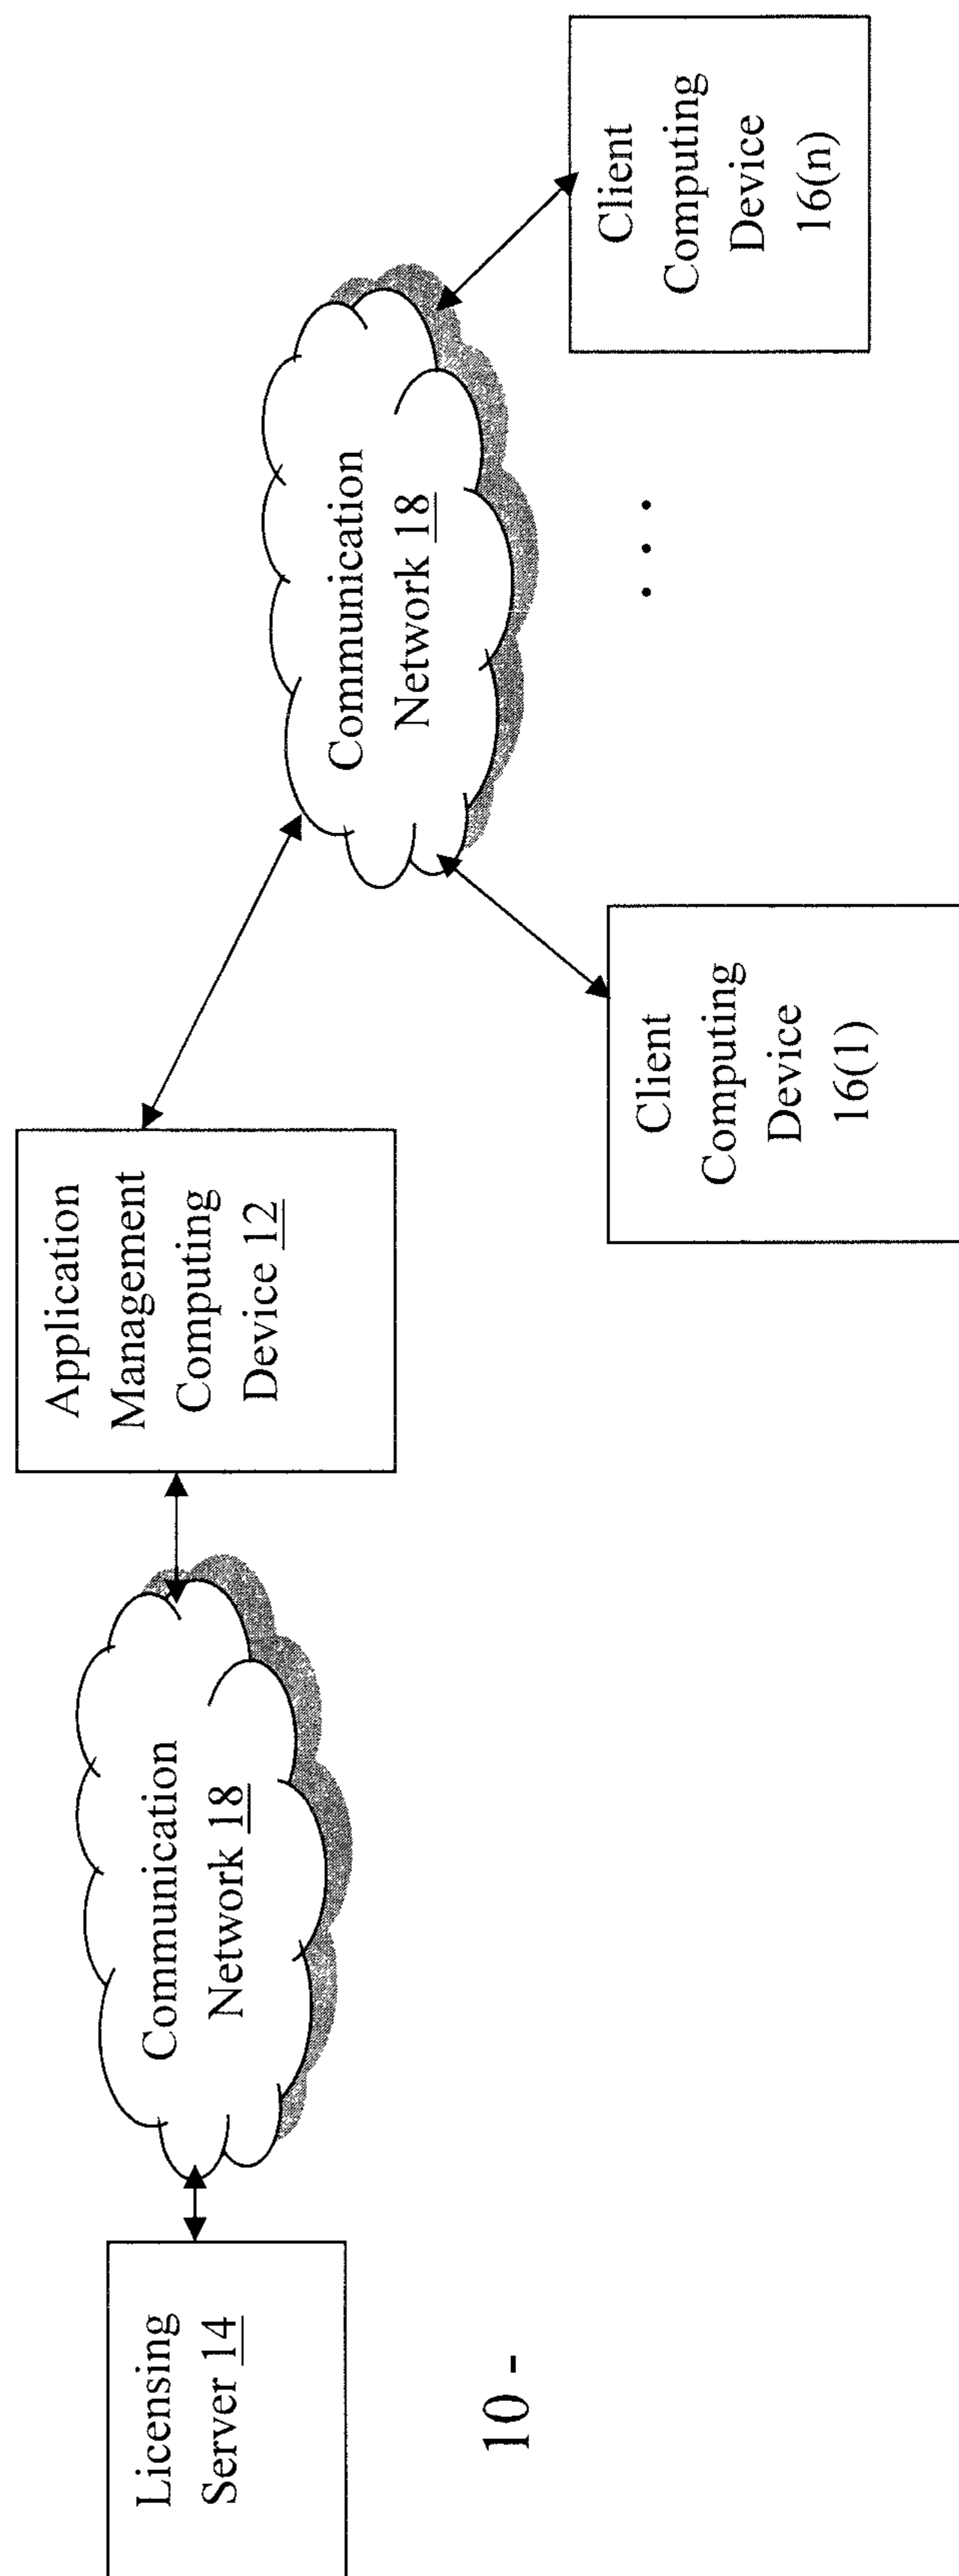 Licensing
Server 14
Communication
Network 18
Application
Management
Computing
Device 12
Communication
Network 18
Client
Computing
Device
16(1)
. . .
Client
Computing
Device
16(n)
10 -